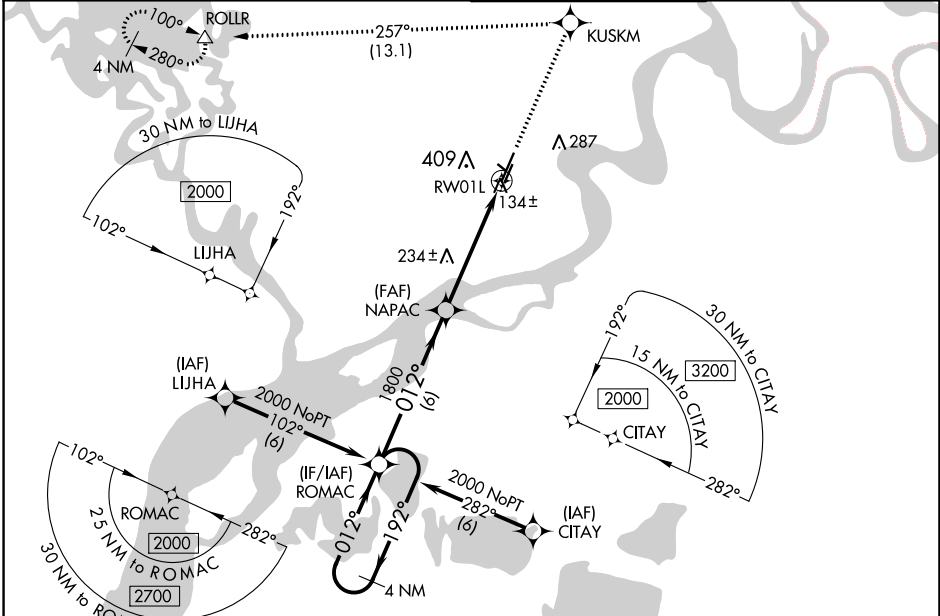 100°
ROLLR
280°
4 NM
257°
(13.1)
KUSKM
30 NM to LIJHA
2000
102°
192°
LIJHA
409
287
RW01L
134±
234±
(FAF)
NAPAC
192°
30 NM to CITAY
15 NM to CITAY
3200
2000
CITAY
282°
(IAF)
LIJHA
2000 NoPT
102°
(6)
1800
012°
(6)
(IF/IAF)
ROMAC
012°
192°
4 NM
2000 NoPT
282°
(6)
(IAF)
CITAY
102°
ROMAC
282°
2000
25 NM to ROMAC
2700
30 NM to